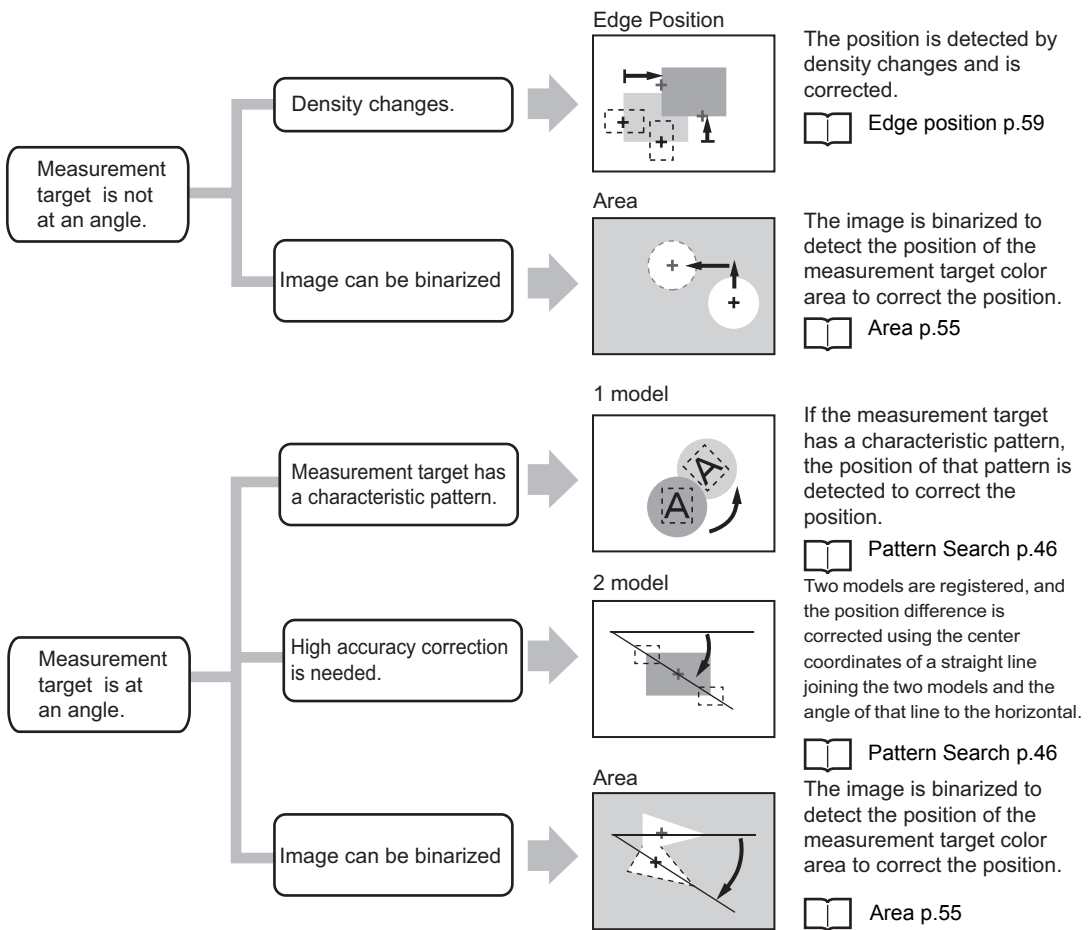 Measurement
target is not
at an angle.
Density changes.
Edge Position
The position is detected by
density changes and is
corrected.
Edge position p.59
Image can be binarized
Area
The image is binarized to
detect the position of the
measurement target color
area to correct the position.
Area p.55
Measurement
target is at
an angle.
Measurement target has
a characteristic pattern.
1 model
A
A
If the measurement target
has a characteristic pattern,
the position of that pattern is
detected to correct the
position.
Pattern Search p.46
High accuracy correction
is needed.
2 model
Two models are registered, and
the position difference is
corrected using the center
coordinates of a straight line
joining the two models and the
angle of that line to the horizontal.
Pattern Search p.46
Image can be binarized
Area
The image is binarized to
detect the position of the
measurement target color
area to correct the position.
Area p.55